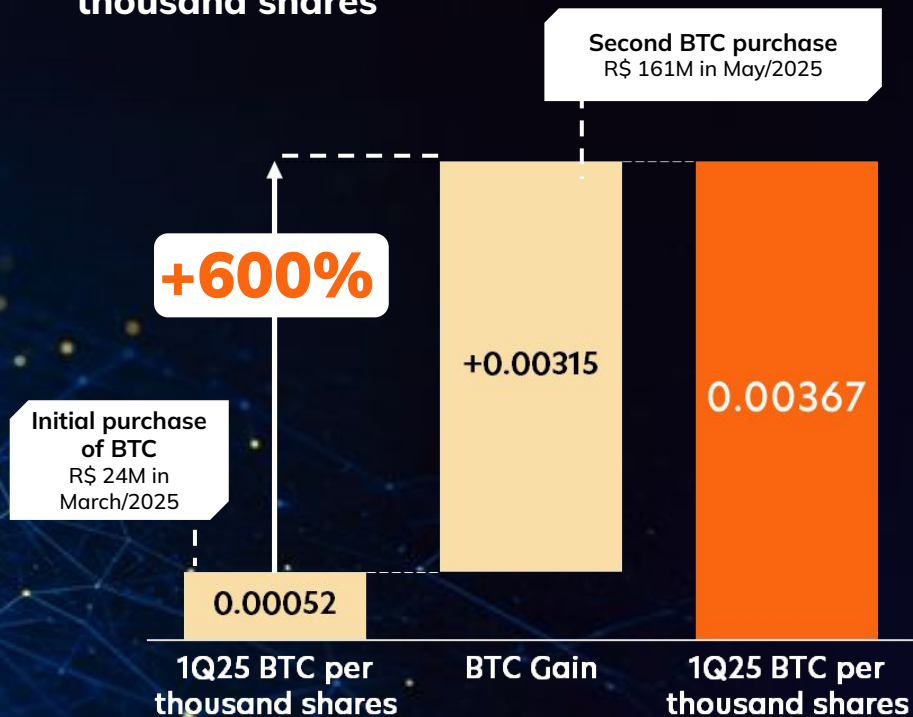 thousand shares
Second BTC purchase
R$ 161M in May/2025
+600%
+0.00315
0.00367
Initial purchase
of BTC
R$ 24M in
March/2025
0.00052
1Q25 BTC per
thousand shares
BTC Gain
1Q25 BTC per
thousand shares